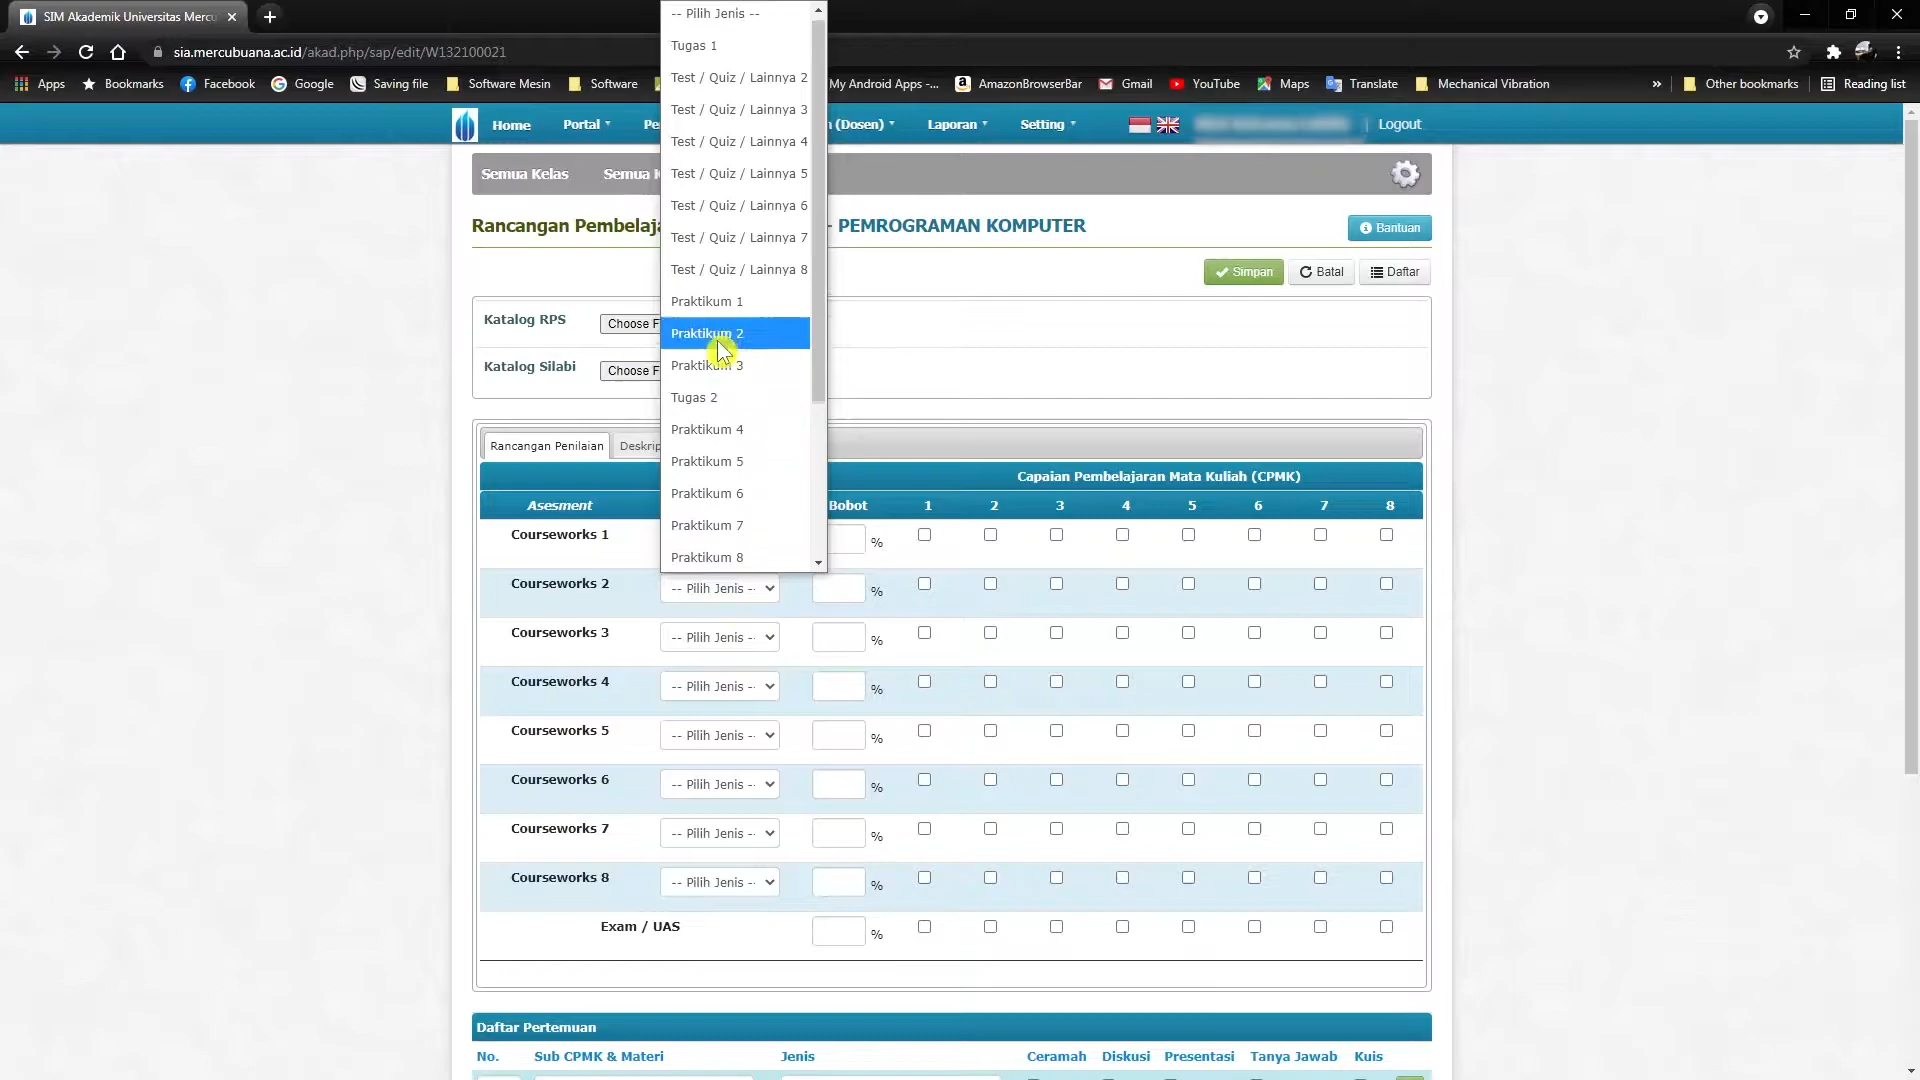 SIM Akademik Universitas Mercu
sia.mercubuana.ac.id/akad.php/sap/edit/W132100021
Apps
Bookmarks
Facebook
Google
Saving file
Software Mesin
Software
My Android Apps -...
AmazonBrowserBar
Gmail
YouTube
Maps
Translate
Mechanical Vibration
»
Other bookmarks
Reading list
Home
Portal
Pe
(Dosen)
Laporan
Setting
| Logout
Semua Kelas
Semua K
Rancangan Pembelaja
- PEMROGRAMAN KOMPUTER
Bantuan
Simpan
Batal
Daftar
Katalog RPS
Choose F
Katalog Silabi
Choose F
-- Pilih Jenis --
Tugas 1
Test / Quiz / Lainnya 2
Test / Quiz / Lainnya 3
Test / Quiz / Lainnya 4
Test / Quiz / Lainnya 5
Test / Quiz / Lainnya 6
Test / Quiz / Lainnya 7
Test / Quiz / Lainnya 8
Praktikum 1
Praktikum 2
Praktikum 3
Tugas 2
Praktikum 4
Praktikum 5
Praktikum 6
Praktikum 7
Praktikum 8
Rancangan Penilaian
Deskrip
Capaian Pembelajaran Mata Kuliah (CPMK)
Asesment
Bobot
1 2 3 4 5 6 7 8
Courseworks 1 %
Courseworks 2 -- Pilih Jenis -- %
Courseworks 3 -- Pilih Jenis -- %
Courseworks 4 -- Pilih Jenis -- %
Courseworks 5 -- Pilih Jenis -- %
Courseworks 6 -- Pilih Jenis -- %
Courseworks 7 -- Pilih Jenis -- %
Courseworks 8 -- Pilih Jenis -- %
Exam / UAS %
Daftar Pertemuan
No. Sub CPMK & Materi Jenis Ceramah Diskusi Presentasi Tanya Jawab Kuis